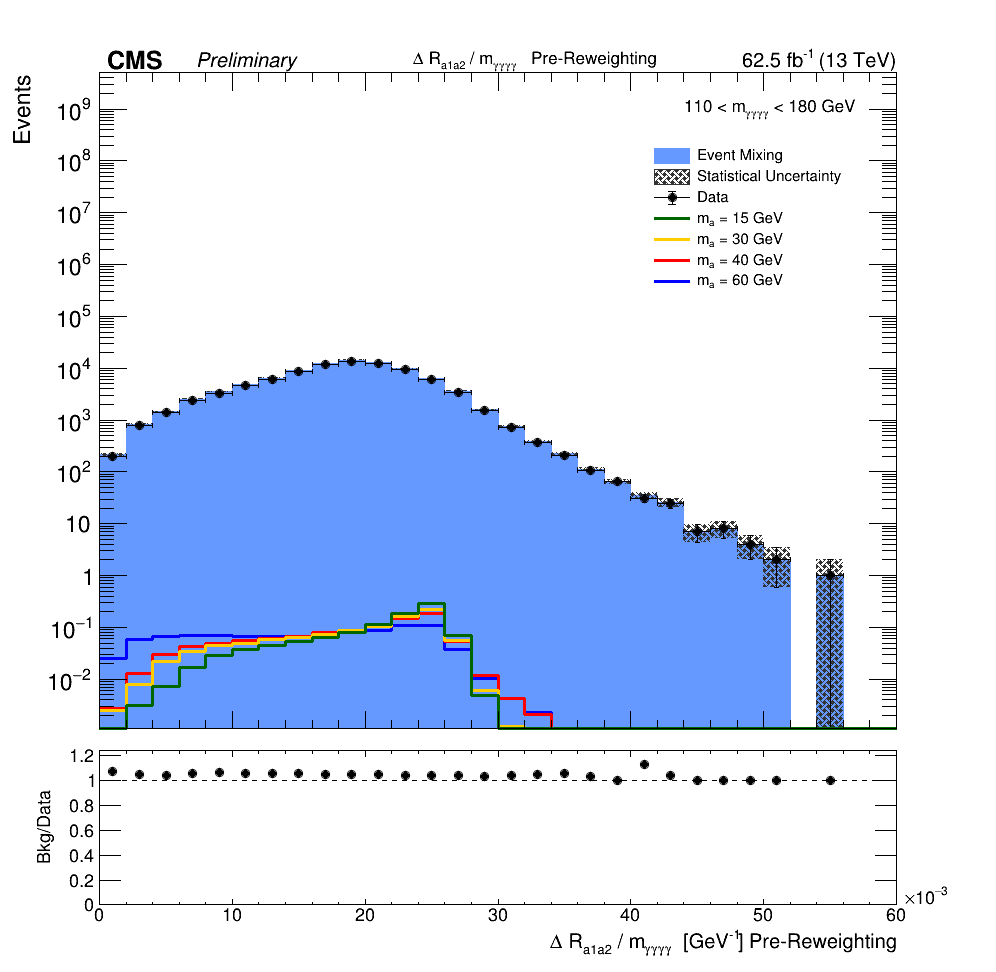 CMS Preliminary Δ R_a1a2 / m_γγγγ Pre-Reweighting 62.5 fb^-1 (13 TeV)
Events
110 < m_γγγγ < 180 GeV
Event Mixing
Statistical Uncertainty
Data
m_a = 15 GeV
m_a = 30 GeV
m_a = 40 GeV
m_a = 60 GeV
10^9
10^8
10^7
10^6
10^5
10^4
10^3
10^2
10
1
10^−1
10^−2
Bkg/Data
1.2
1
0.8
0.6
0.4
0.2
0
0 10 20 30 40 50 60
×10^−3
Δ R_a1a2 / m_γγγγ [GeV^-1] Pre-Reweighting